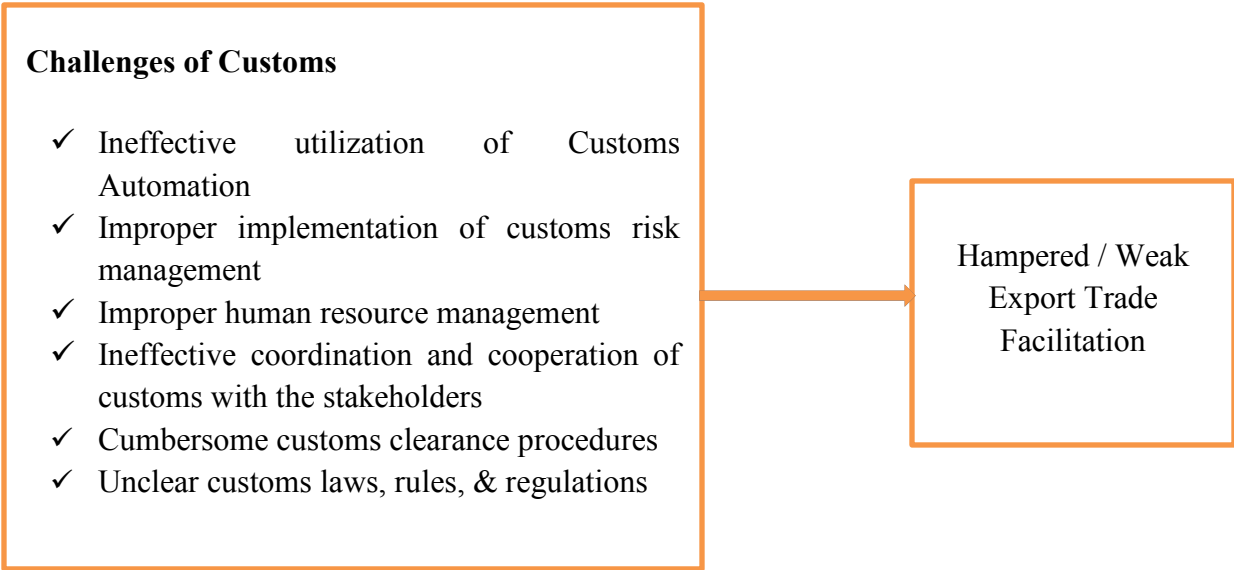 Challenges of Customs
✓ Ineffective utilization of Customs
Automation
✓ Improper implementation of customs risk
management
✓ Improper human resource management
✓ Ineffective coordination and cooperation of
customs with the stakeholders
✓ Cumbersome customs clearance procedures
✓ Unclear customs laws, rules, & regulations
Hampered / Weak
Export Trade
Facilitation